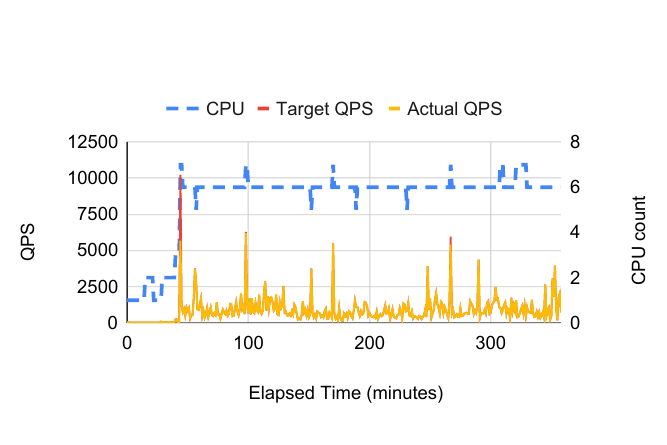 CPU Target QPS Actual QPS
12500 8
10000 6
7500
5000 4
2500 2
0 0
0 100 200 300
QPS
CPU count
Elapsed Time (minutes)